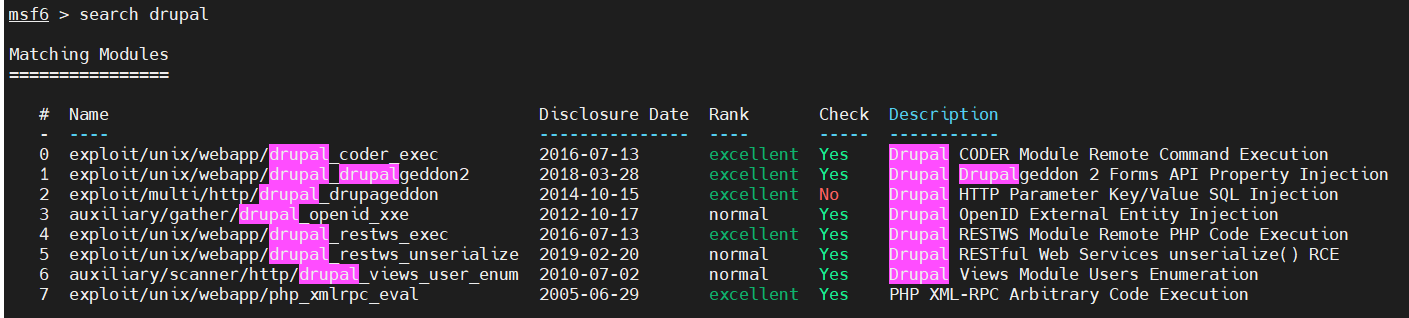 msf6 > search drupal
Matching Modules
================
#  Name                                      Disclosure Date  Rank       Check  Description
-  ----                                      ---------------  ----       -----  -----------
0  exploit/unix/webapp/drupal_coder_exec          2016-07-13       excellent  Yes    Drupal CODER Module Remote Command Execution
1  exploit/unix/webapp/drupal_drupalgeddon2       2018-03-28       excellent  Yes    Drupal Drupalgeddon 2 Forms API Property Injection
2  exploit/multi/http/drupal_drupageddon          2014-10-15       excellent  No     Drupal HTTP Parameter Key/Value SQL Injection
3  auxiliary/gather/drupal_openid_xxe             2012-10-17       normal     Yes    Drupal OpenID External Entity Injection
4  exploit/unix/webapp/drupal_restws_exec         2016-07-13       excellent  Yes    Drupal RESTWS Module Remote PHP Code Execution
5  exploit/unix/webapp/drupal_restws_unserialize  2019-02-20       normal     Yes    Drupal RESTful Web Services unserialize() RCE
6  auxiliary/scanner/http/drupal_views_user_enum  2010-07-02       normal     Yes    Drupal Views Module Users Enumeration
7  exploit/unix/webapp/php_xmlrpc_eval            2005-06-29       excellent  Yes    PHP XML-RPC Arbitrary Code Execution